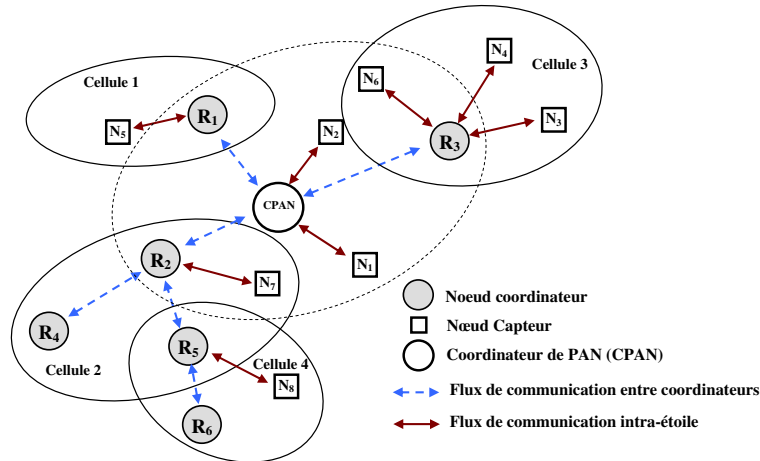 N4
Cellule 3
Cellule 1
N6
R1
N5
N2
N3
R3
CPAN
R2
N1
N7
Noeud coordinateur
R4
Nœud Capteur
R5
Cellule 2
Cellule 4
Coordinateur de PAN (CPAN)
N8
Flux de communication entre coordinateurs
R6
Flux de communication intra-étoile